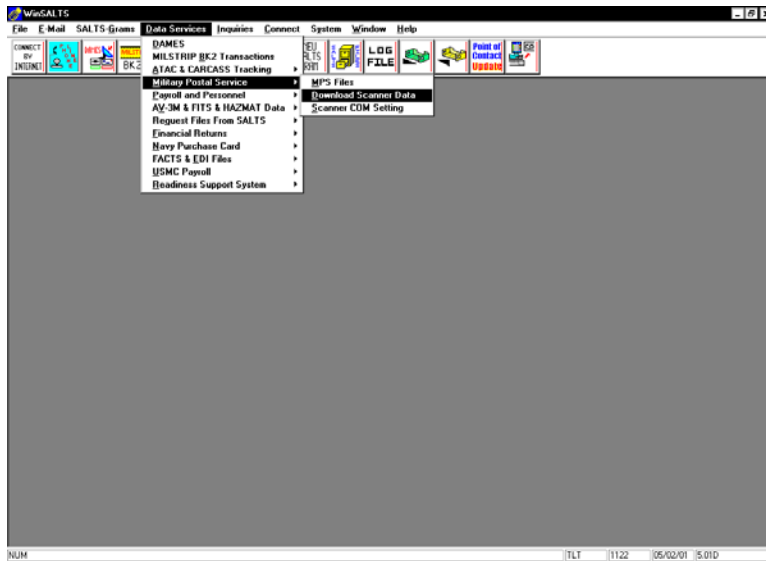 WinSALTS
File E-Mail SALTS-Grams Data Services Inquiries Connect System Window Help
CONNECT
BY
INTERNET
BK2
LOG
FILE
Point of
Contact
Update
DAMES
MILSTRIP BK2 Transactions
ATAC & CARCASS Tracking
Military Postal Service
Payroll and Personnel
AV-3M & FITS & HAZMAT Data
Request Files From SALTS
Financial Returns
Navy Purchase Card
FACTS & EDI Files
USMC Payroll
Readiness Support System
MPS Files
Download Scanner Data
Scanner COM Setting
NUM TLT 1122 05/02/01 5.01D